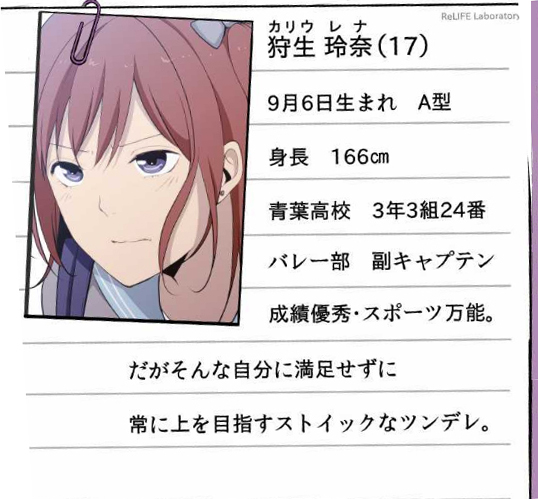 ReLIFE Laboratory
カリウ レナ
狩生 玲奈(17)
9月6日生まれ　A型
身長　166㎝
青葉高校　3年3組24番
バレー部　副キャプテン
成績優秀・スポーツ万能。
だがそんな自分に満足せずに
常に上を目指すストイックなツンデレ。